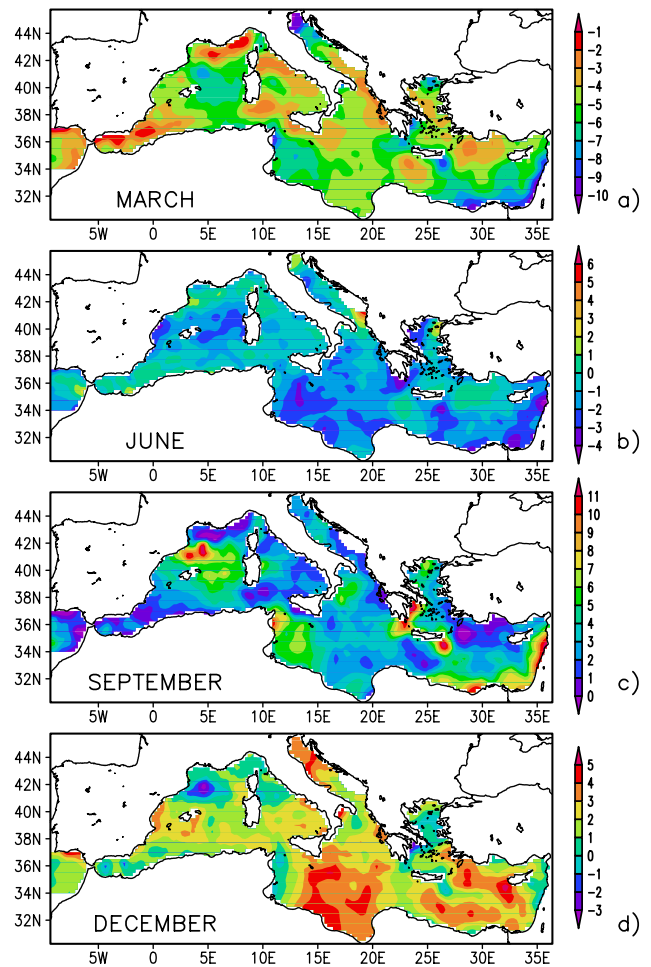 44N
42N
40N
38N
36N
34N
32N
MARCH
5W 0 5E 10E 15E 20E 25E 30E 35E
-1
-2
-3
-4
-5
-6
-7
-8
-9
-10
a)
44N
42N
40N
38N
36N
34N
32N
JUNE
5W 0 5E 10E 15E 20E 25E 30E 35E
6
5
4
3
2
1
0
-1
-2
-3
-4
b)
44N
42N
40N
38N
36N
34N
32N
SEPTEMBER
5W 0 5E 10E 15E 20E 25E 30E 35E
11
10
9
8
7
6
5
4
3
2
1
0
c)
44N
42N
40N
38N
36N
34N
32N
DECEMBER
5W 0 5E 10E 15E 20E 25E 30E 35E
5
4
3
2
1
0
-1
-2
-3
d)